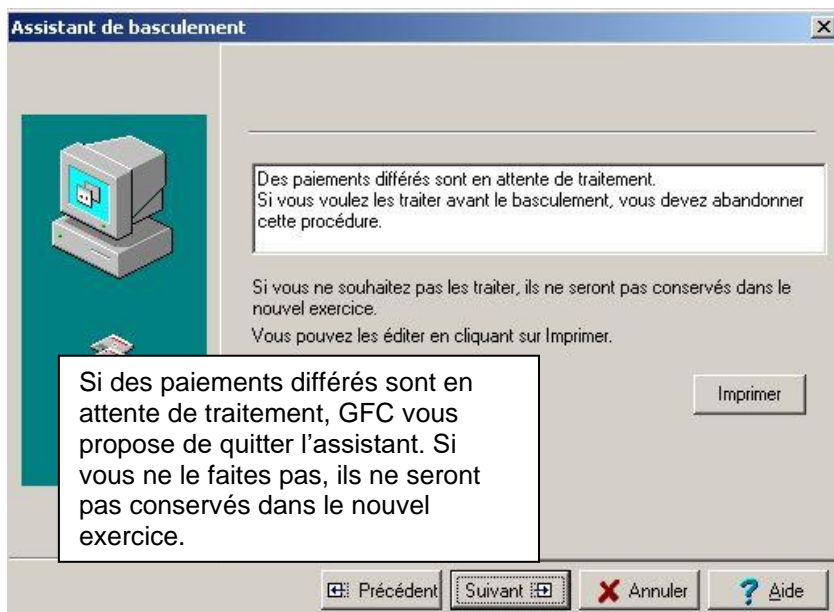 Assistant de basculement
Des paiements différés sont en attente de traitement.
Si vous voulez les traiter avant le basculement, vous devez abandonner
cette procédure.
Si vous ne souhaitez pas les traiter, ils ne seront pas conservés dans le
nouvel exercice.
Vous pouvez les éditer en cliquant sur Imprimer.
Imprimer
Si des paiements différés sont en
attente de traitement, GFC vous
propose de quitter l’assistant. Si
vous ne le faites pas, ils ne seront
pas conservés dans le nouvel
exercice.
Précédent Suivant Annuler Aide